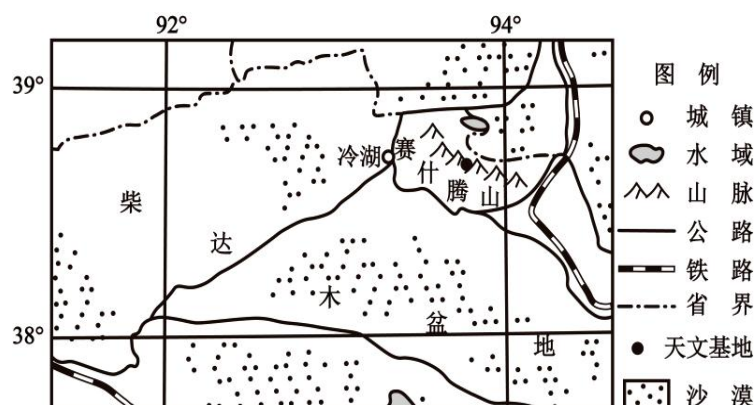 92°
94°
39°
38°
冷湖
赛什腾山
柴达木盆地
图例
城镇
水域
山脉
公路
铁路
省界
天文基地
沙漠